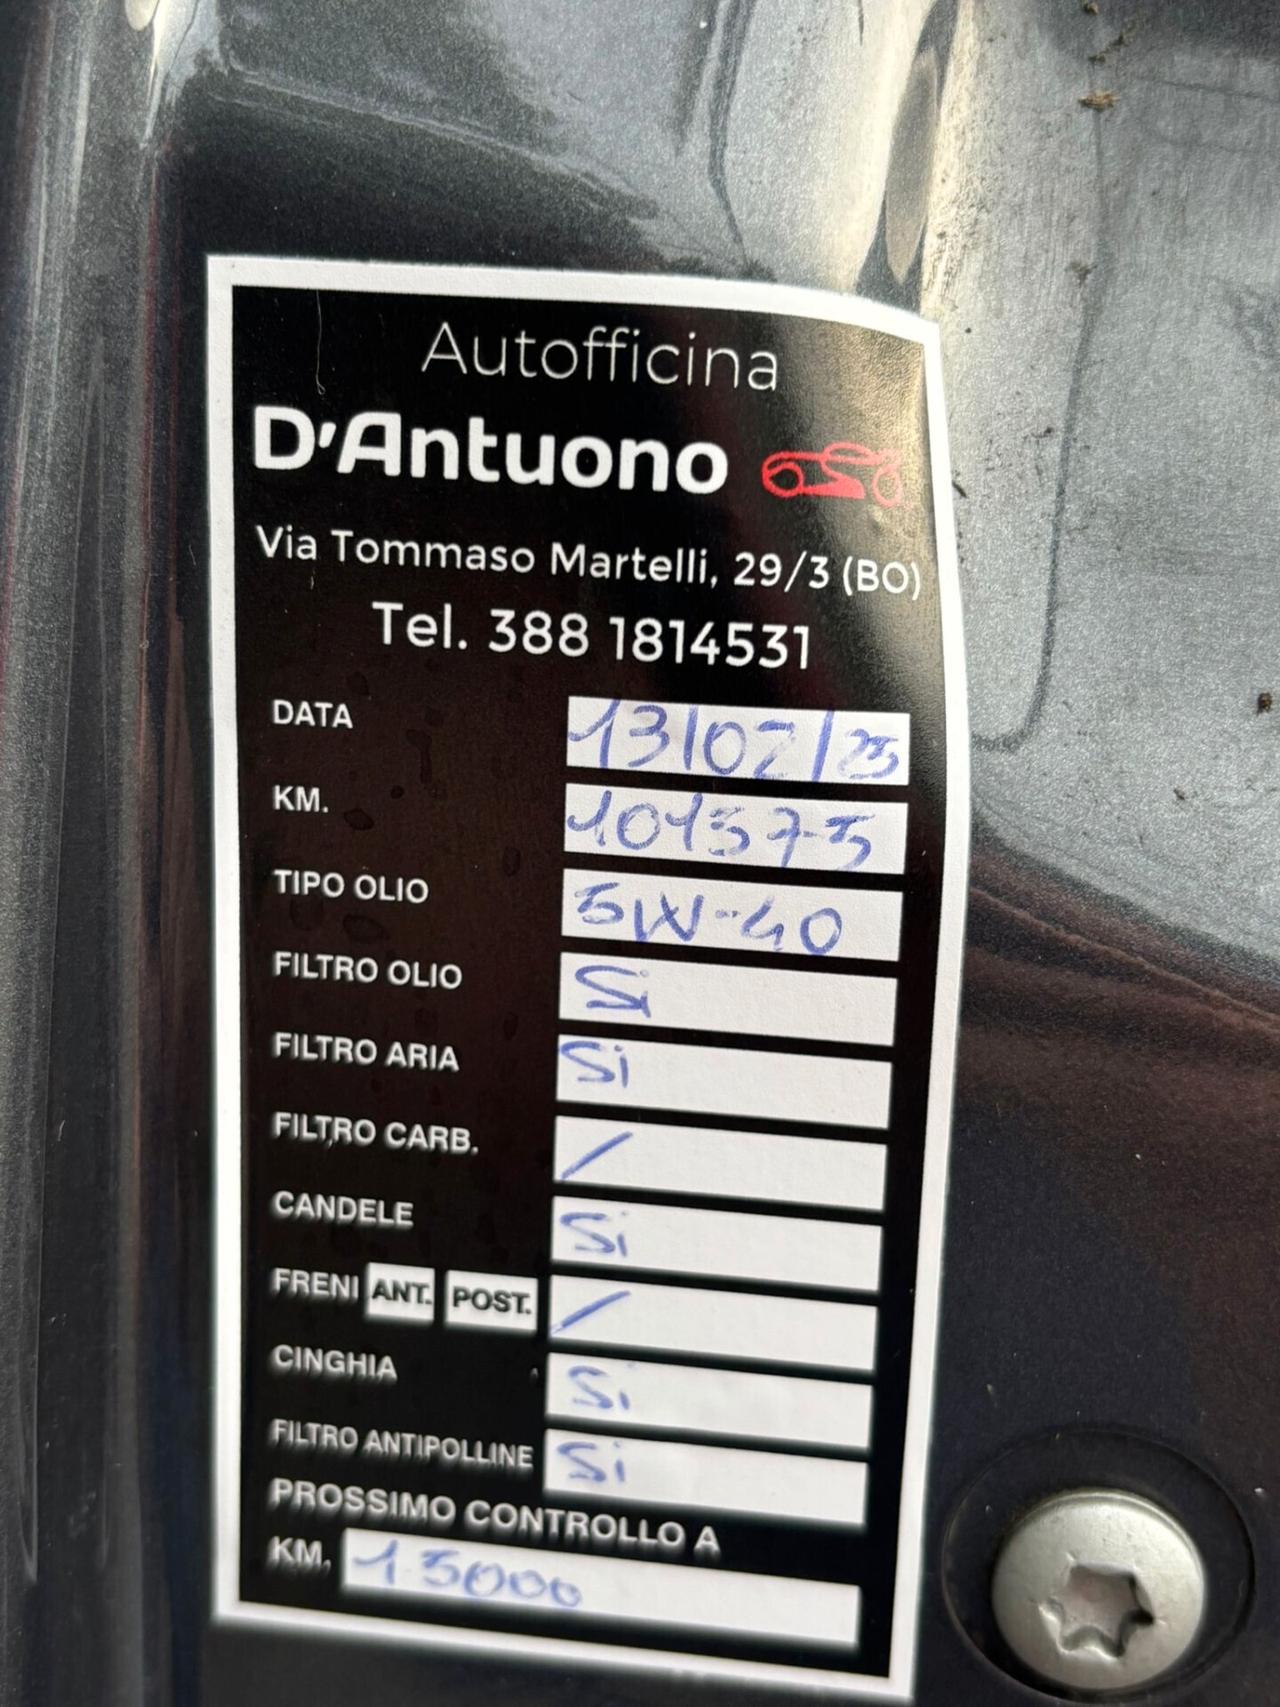 Autofficina
D'Antuono
Via Tommaso Martelli, 29/3 (BO)
Tel. 388 1814531
DATA 13/02/25
KM. 101575
TIPO OLIO 5W-40
FILTRO OLIO Si
FILTRO ARIA Si
FILTRO CARB. /
CANDELE Si
FRENI ANT. POST. /
CINGHIA Si
FILTRO ANTIPOLLINE Si
PROSSIMO CONTROLLO A
KM. 15000